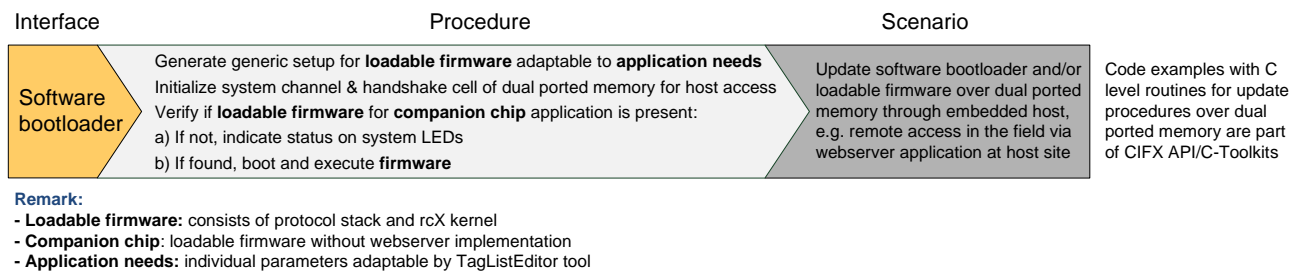 Interface
Procedure
Scenario
Software
bootloader
Generate generic setup for loadable firmware adaptable to application needs
Initialize system channel & handshake cell of dual ported memory for host access
Verify if loadable firmware for companion chip application is present:
a) If not, indicate status on system LEDs
b) If found, boot and execute firmware
Update software bootloader and/or
loadable firmware over dual ported
memory through embedded host,
e.g. remote access in the field via
webserver application at host site
Code examples with C
level routines for update
procedures over dual
ported memory are part
of CIFX API/C-Toolkits
Remark:
- Loadable firmware: consists of protocol stack and rcX kernel
- Companion chip: loadable firmware without webserver implementation
- Application needs: individual parameters adaptable by TagListEditor tool